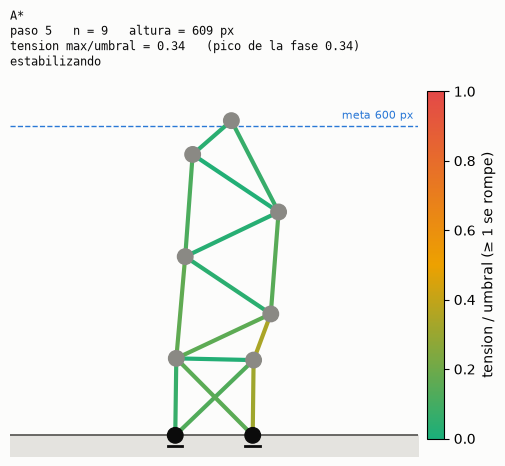 A*
paso 5   n = 9   altura = 609 px
tension max/umbral = 0.34   (pico de la fase 0.34)
estabilizando
meta 600 px
1.0
0.8
0.6
0.4
0.2
0.0
tensión / umbral (≥ 1 se rompe)